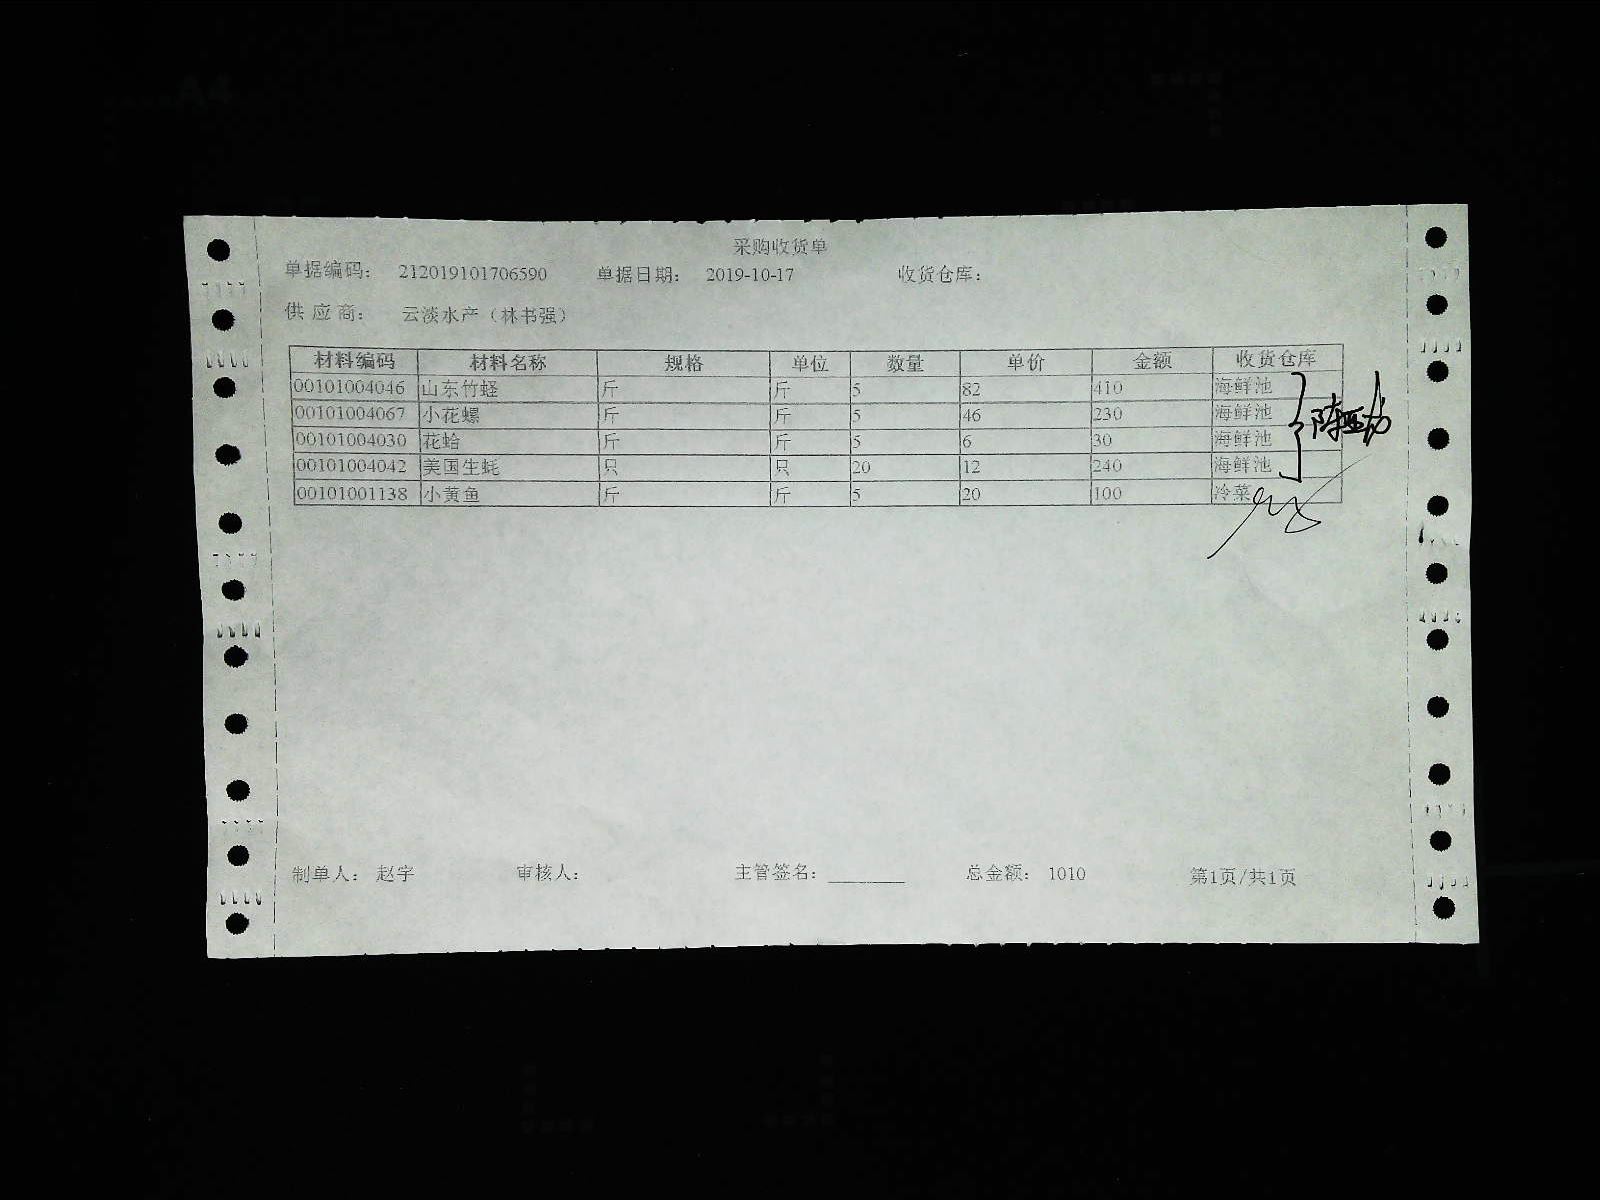 采购收货单
单据编码： 212019101706590 单据日期： 2019-10-17 收货仓库：
供 应 商： 云淡水产（林书强）
材料编码 材料名称 规格 单位 数量 单价 金额 收货仓库
00101004046 山东竹蛏 斤 斤 5 82 410 海鲜池
00101004067 小花螺 斤 斤 5 46 230 海鲜池
00101004030 花蛤 斤 斤 5 6 30 海鲜池
00101004042 美国生蚝 只 只 20 12 240 海鲜池
00101001138 小黄鱼 斤 斤 5 20 100 冷菜
制单人： 赵宇 审核人： 主管签名： 总金额： 1010 第1页/共1页